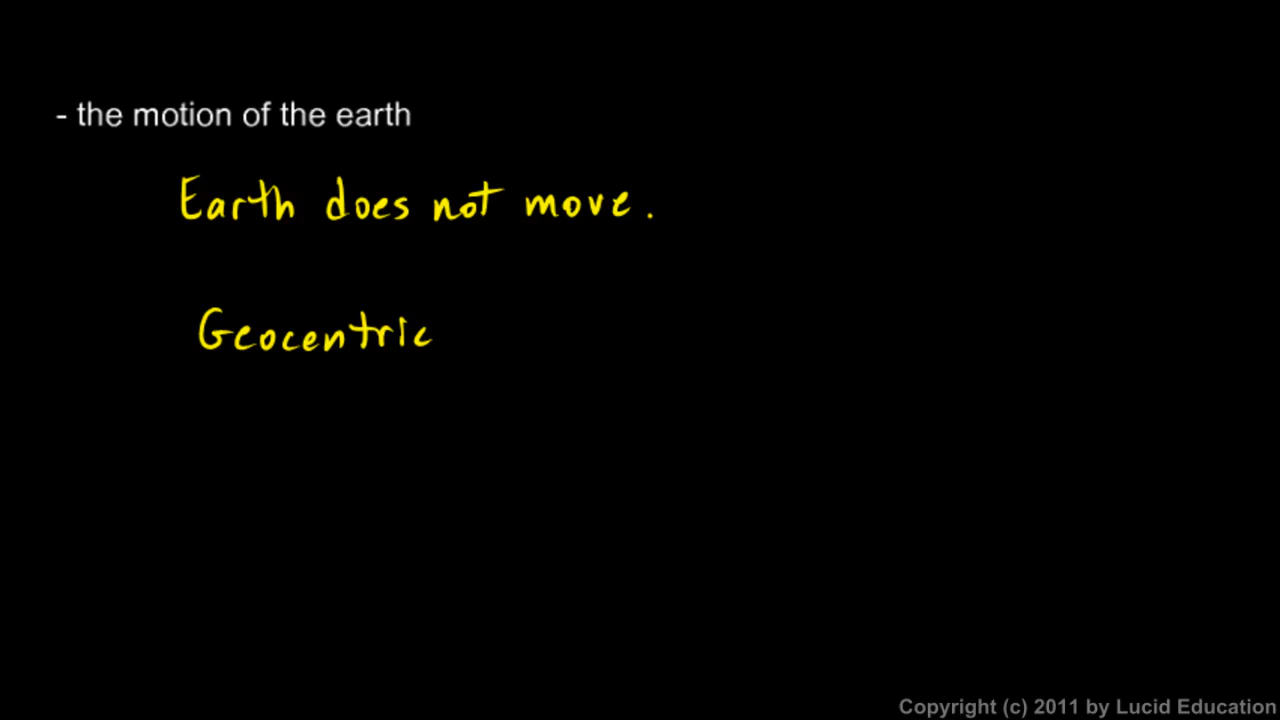 - the motion of the earth
Earth does not move.
Geocentric
Copyright (c) 2011 by Lucid Education